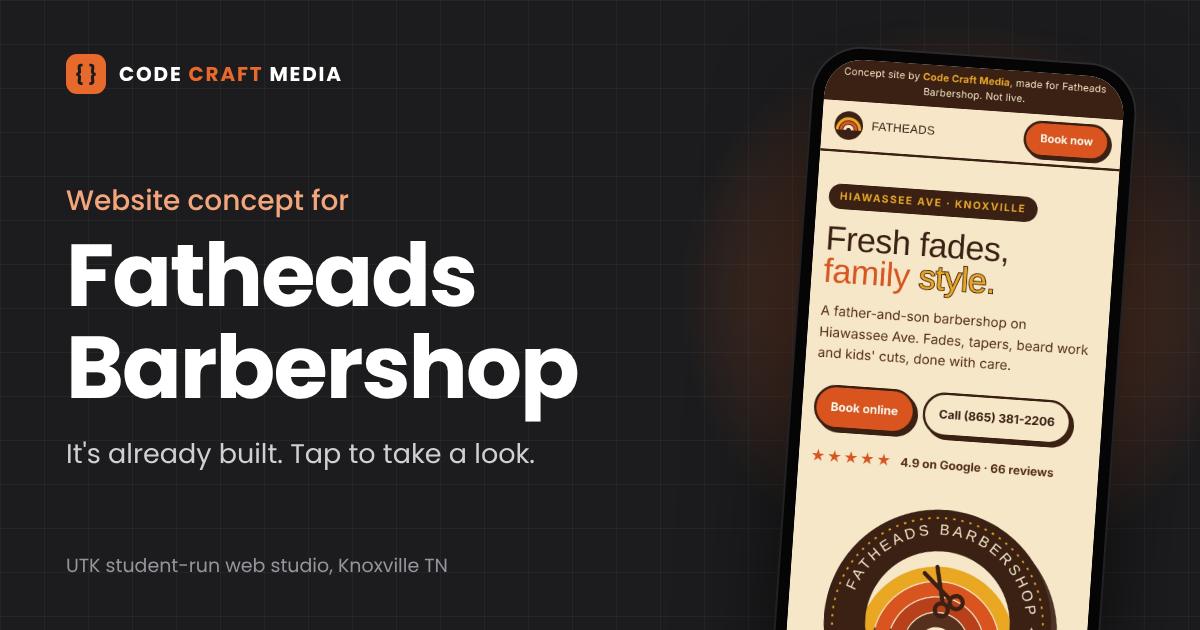 { } CODE CRAFT MEDIA
Website concept for
Fatheads
Barbershop
It's already built. Tap to take a look.
UTK student-run web studio, Knoxville TN
Concept site by Code Craft Media, made for Fatheads
Barbershop. Not live.
FATHEADS
Book now
HIAWASSEE AVE · KNOXVILLE
Fresh fades,
family style.
A father-and-son barbershop on
Hiawassee Ave. Fades, tapers, beard work
and kids' cuts, done with care.
Book online
Call (865) 381-2206
★★★★★ 4.9 on Google · 66 reviews
FATHEADS BARBERSHOP